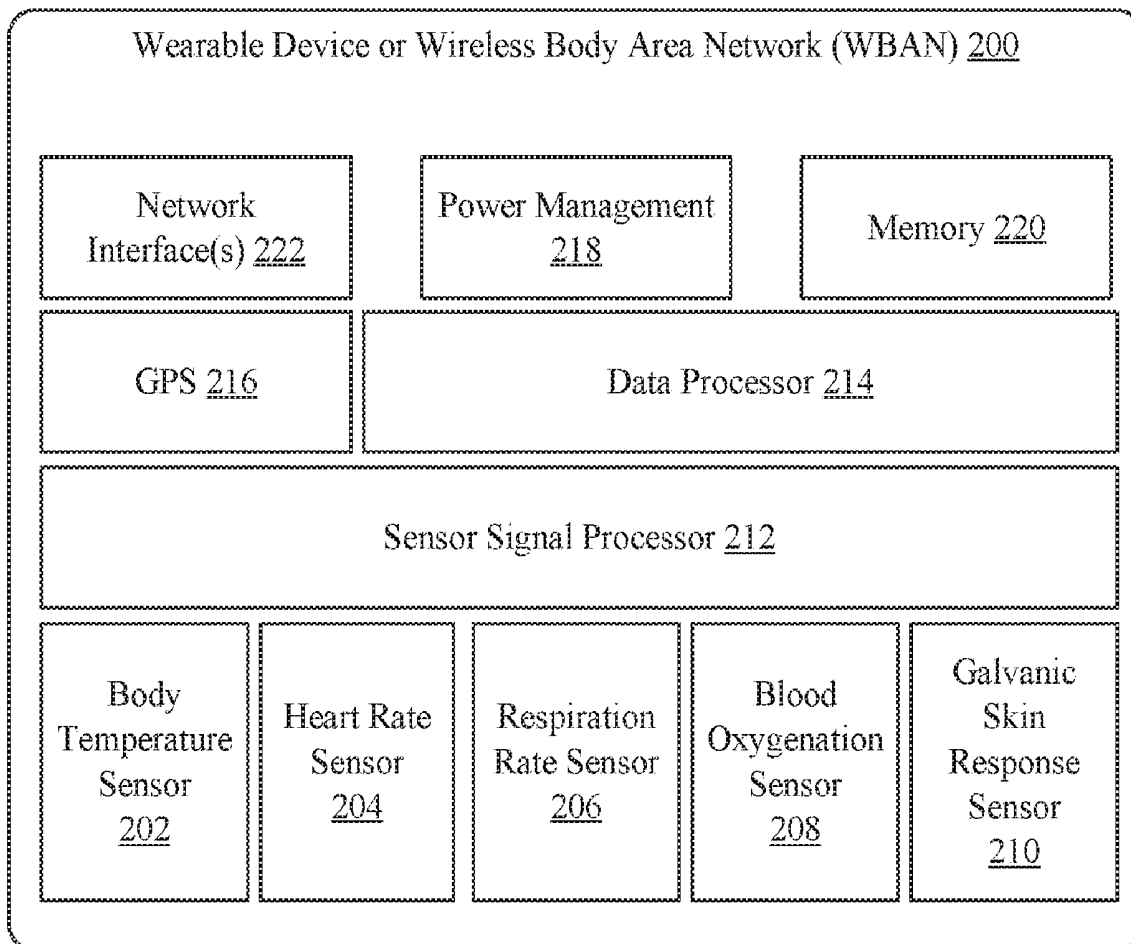 Wearable Device or Wireless Body Area Network (WBAN) 200
Network
Interface(s) 222
Power Management
218
Memory 220
GPS 216
Data Processor 214
Sensor Signal Processor 212
Body
Temperature
Sensor
202
Heart Rate
Sensor
204
Respiration
Rate Sensor
206
Blood
Oxygenation
Sensor
208
Galvanic
Skin
Response
Sensor
210